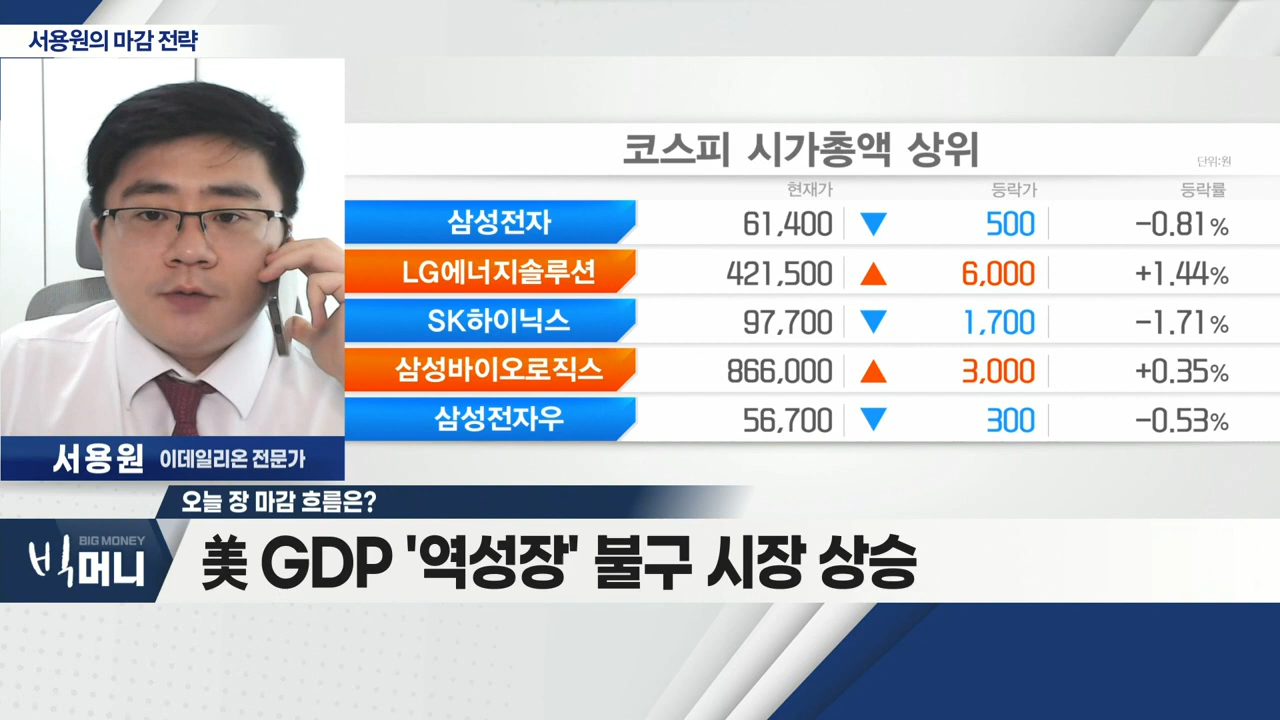 서용원의 마감 전략
코스피 시가총액 상위
단위:원
현재가 등락가 등락률
삼성전자 61,400 ▼ 500 -0.81%
LG에너지솔루션 421,500 ▲ 6,000 +1.44%
SK하이닉스 97,700 ▼ 1,700 -1.71%
삼성바이오로직스 866,000 ▲ 3,000 +0.35%
삼성전자우 56,700 ▼ 300 -0.53%
서용원 이데일리온 전문가
오늘 장 마감 흐름은?
BIG MONEY
빅머니
美 GDP '역성장' 불구 시장 상승